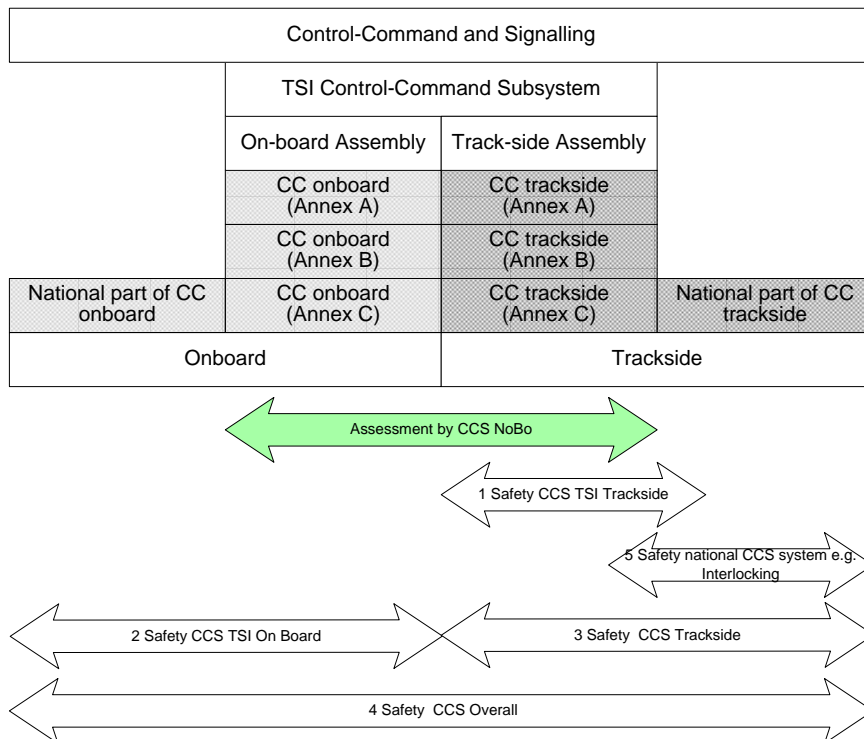 Control-Command and Signalling
TSI Control-Command Subsystem
On-board Assembly
Track-side Assembly
CC onboard
(Annex A)
CC trackside
(Annex A)
CC onboard
(Annex B)
CC trackside
(Annex B)
National part of CC
onboard
CC onboard
(Annex C)
CC trackside
(Annex C)
National part of CC
trackside
Onboard
Trackside
Assessment by CCS NoBo
1 Safety CCS TSI Trackside
5 Safety national CCS system e.g.
Interlocking
2 Safety CCS TSI On Board
3 Safety CCS Trackside
4 Safety CCS Overall